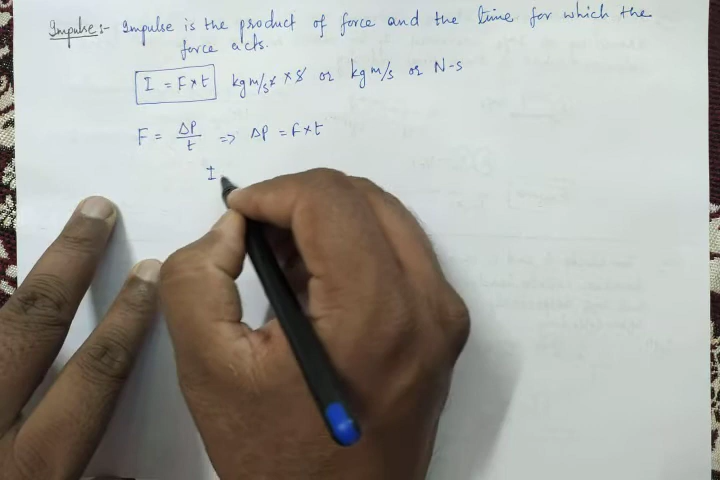 Impulse:- Impulse is the product of force and the time for which the
force acts.
I = F×t kg m/s² × s or kg m/s or N-s
F = ΔP/t => ΔP = F×t
I